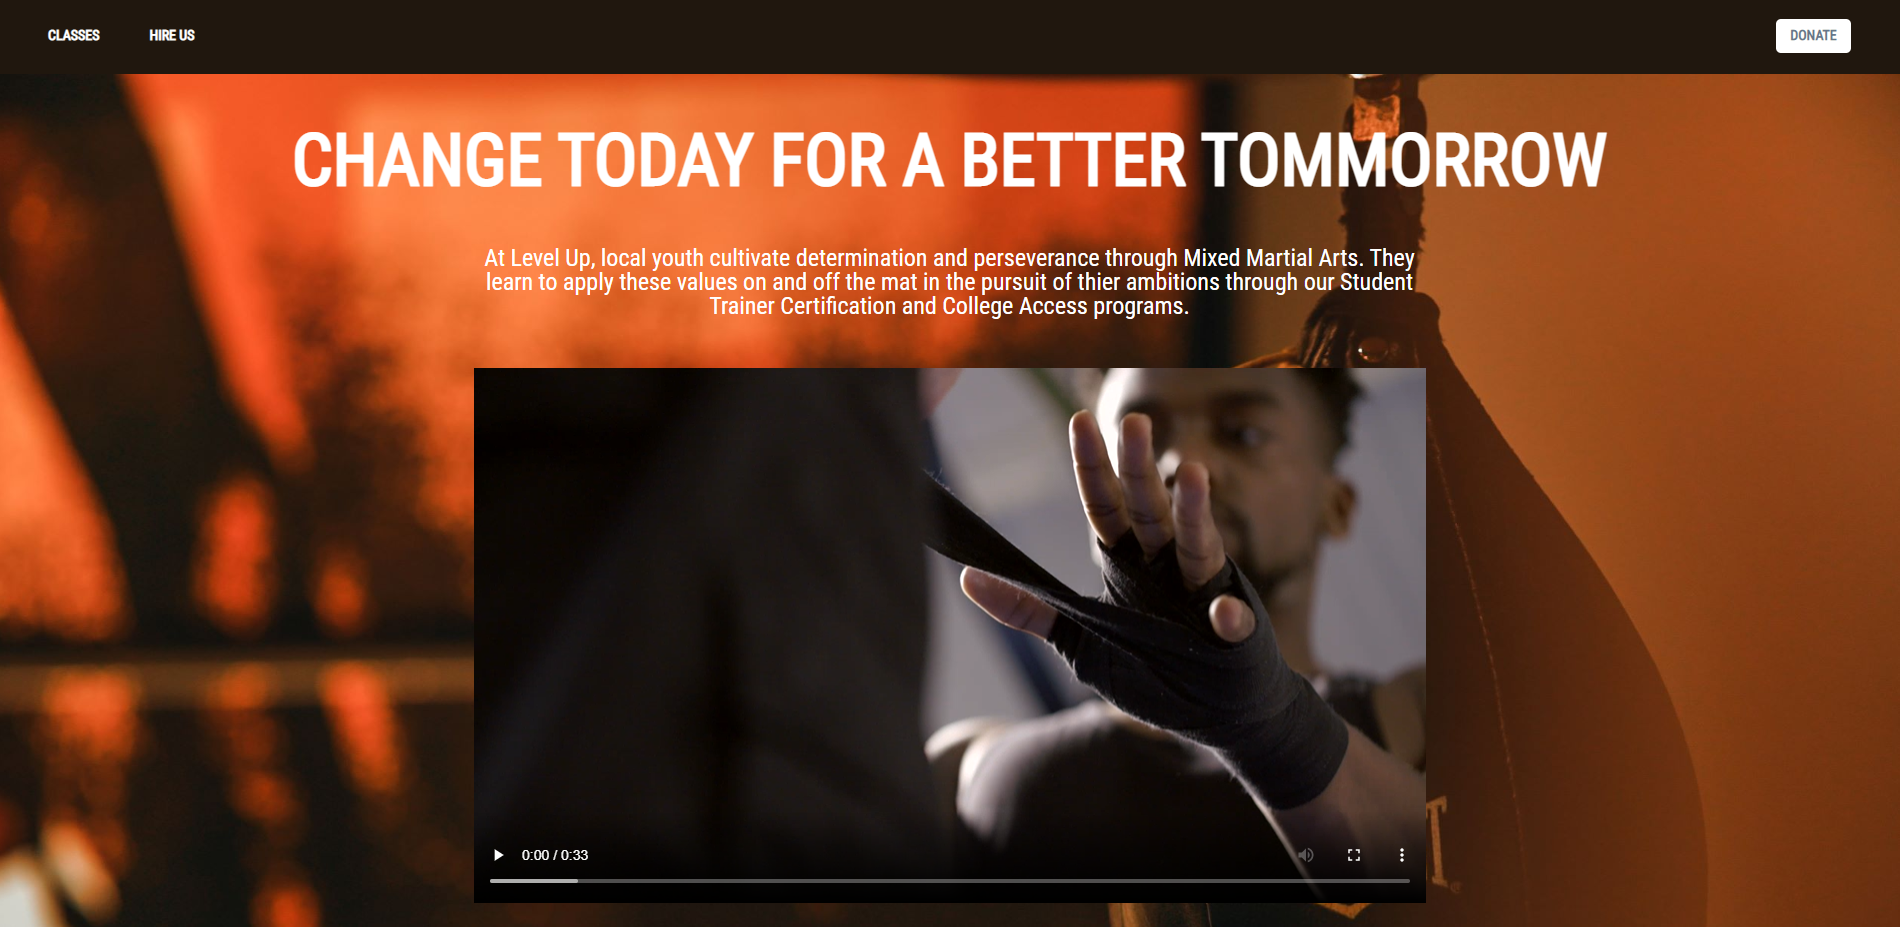 CLASSES
HIRE US
DONATE
CHANGE TODAY FOR A BETTER TOMMORROW
At Level Up, local youth cultivate determination and perseverance through Mixed Martial Arts. They
learn to apply these values on and off the mat in the pursuit of thier ambitions through our Student
Trainer Certification and College Access programs.
0:00 / 0:33